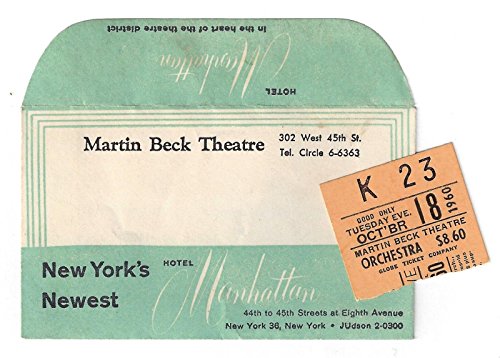 In the heart of the theatre district
Manhattan
HOTEL
Martin Beck Theatre
302 West 45th St.
Tel. Circle 6-6363
New York's
Newest
HOTEL
Manhattan
44th to 45th Streets at Eighth Avenue
New York 36, New York • JUdson 2-0300
K 23
GOOD ONLY
TUESDAY EVE.
OCT'BR 18 1960
MARTIN BECK THEATRE
ORCHESTRA $8.60
GLOBE TICKET COMPANY